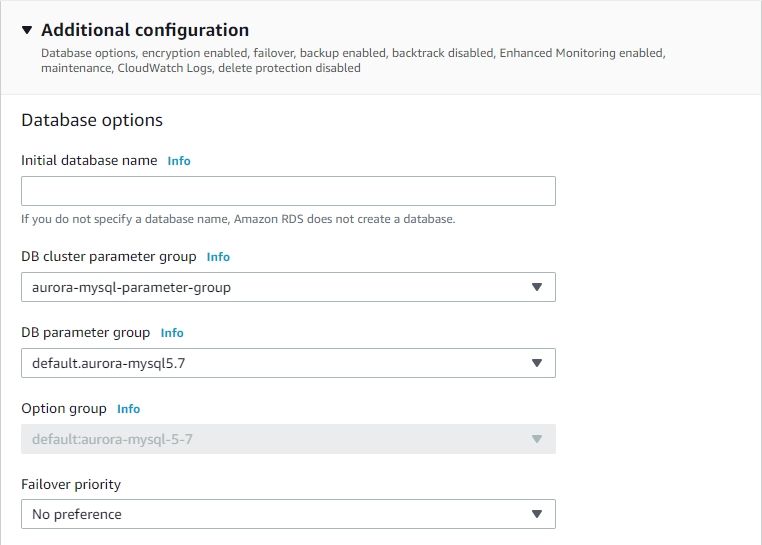 Additional configuration
Database options, encryption enabled, failover, backup enabled, backtrack disabled, Enhanced Monitoring enabled,
maintenance, CloudWatch Logs, delete protection disabled
Database options
Initial database name Info
If you do not specify a database name, Amazon RDS does not create a database.
DB cluster parameter group Info
aurora-mysql-parameter-group
DB parameter group Info
default.aurora-mysql5.7
Option group Info
default:aurora-mysql-5-7
Failover priority
No preference